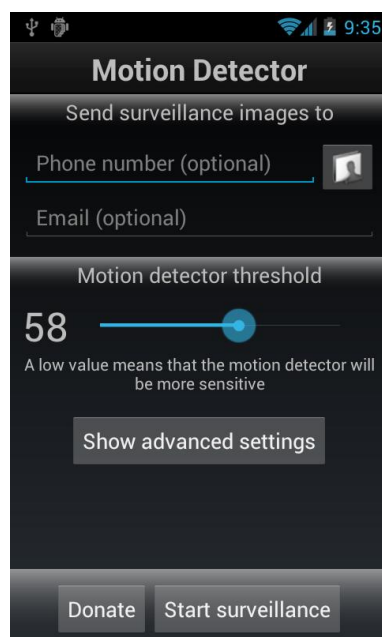 9:35
Motion Detector
Send surveillance images to
Phone number (optional)
Email (optional)
Motion detector threshold
58
A low value means that the motion detector will
be more sensitive
Show advanced settings
Donate
Start surveillance